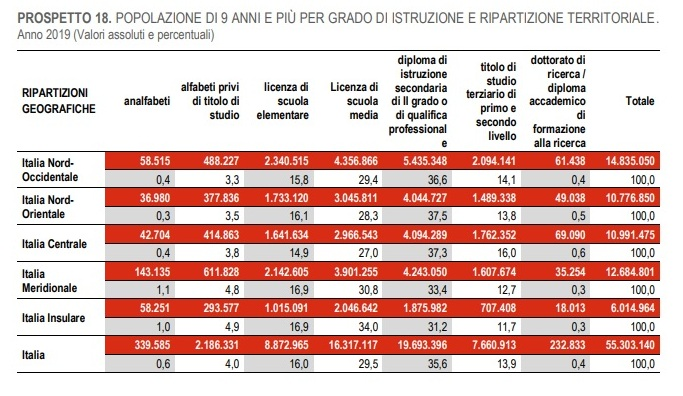 PROSPETTO 18. POPOLAZIONE DI 9 ANNI E PIÙ PER GRADO DI ISTRUZIONE E RIPARTIZIONE TERRITORIALE.
Anno 2019 (Valori assoluti e percentuali)
RIPARTIZIONI GEOGRAFICHE analfabeti alfabeti privi di titolo di studio licenza di scuola elementare Licenza di scuola media diploma di istruzione secondaria di II grado o di qualifica professional e titolo di studio terziario di primo e secondo livello dottorato di ricerca / diploma accademico di formazione alla ricerca Totale
Italia Nord-Occidentale 58.515 488.227 2.340.515 4.356.866 5.435.348 2.094.141 61.438 14.835.050
0,4 3,3 15,8 29,4 36,6 14,1 0,4 100,0
Italia Nord-Orientale 36.980 377.836 1.733.120 3.045.811 4.044.727 1.489.338 49.038 10.776.850
0,3 3,5 16,1 28,3 37,5 13,8 0,5 100,0
Italia Centrale 42.704 414.863 1.641.634 2.966.543 4.094.289 1.762.352 69.090 10.991.475
0,4 3,8 14,9 27,0 37,3 16,0 0,6 100,0
Italia Meridionale 143.135 611.828 2.142.605 3.901.255 4.243.050 1.607.674 35.254 12.684.801
1,1 4,8 16,9 30,8 33,4 12,7 0,3 100,0
Italia Insulare 58.251 293.577 1.015.091 2.046.642 1.875.982 707.408 18.013 6.014.964
1,0 4,9 16,9 34,0 31,2 11,7 0,3 100,0
Italia 339.585 2.186.331 8.872.965 16.317.117 19.693.396 7.660.913 232.833 55.303.140
0,6 4,0 16,0 29,5 35,6 13,9 0,4 100,0